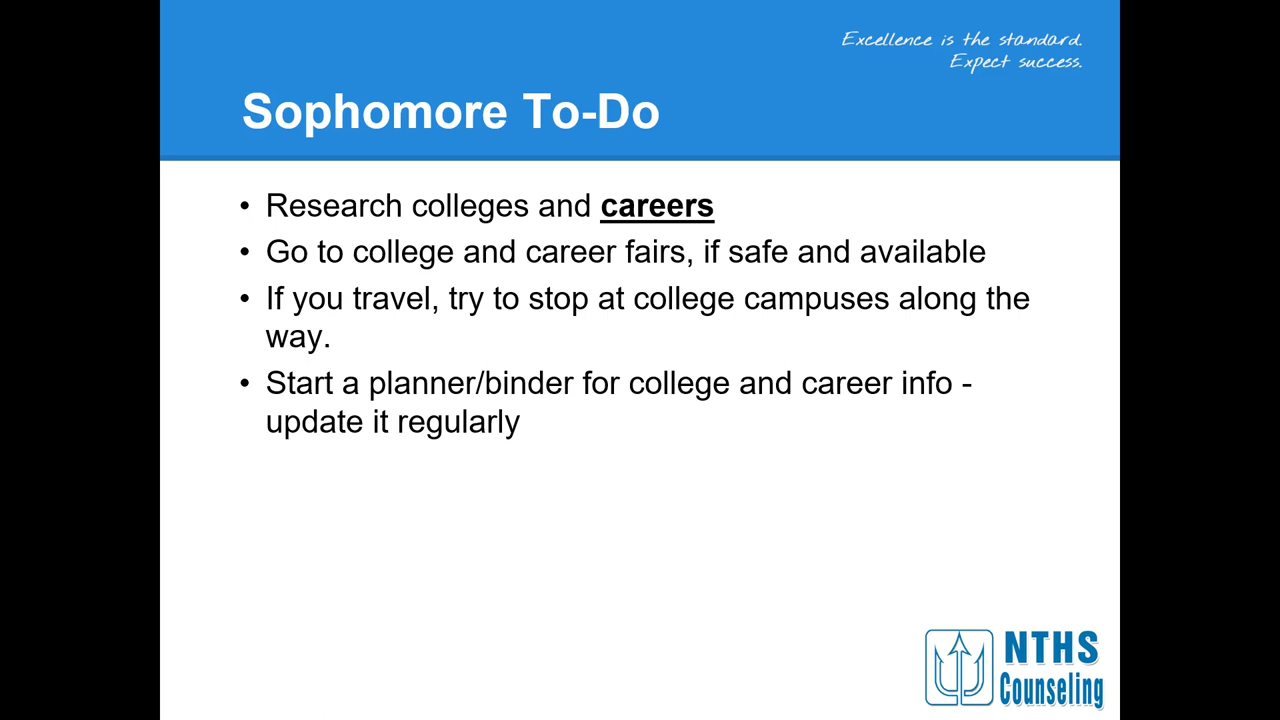 Excellence is the standard.
Expect success.
Sophomore To-Do
• Research colleges and careers
• Go to college and career fairs, if safe and available
• If you travel, try to stop at college campuses along the
way.
• Start a planner/binder for college and career info -
update it regularly
NTHS
Counseling